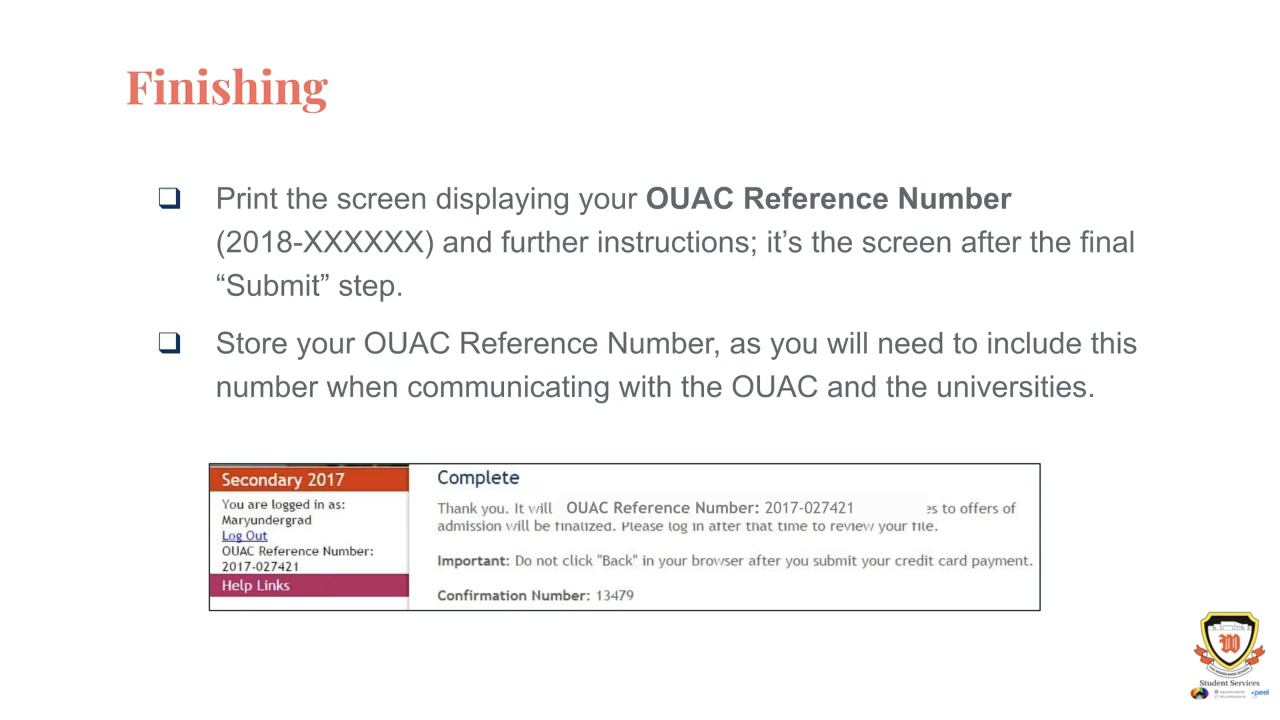 Finishing
❏ Print the screen displaying your OUAC Reference Number
(2018-XXXXXX) and further instructions; it’s the screen after the final
“Submit” step.
❏ Store your OUAC Reference Number, as you will need to include this
number when communicating with the OUAC and the universities.
Secondary 2017
You are logged in as:
Maryundergrad
Log Out
OUAC Reference Number:
2017-027421
Help Links
Complete
Thank you. It will OUAC Reference Number: 2017-027421 es to offers of
admission will be finalized. Please log in after that time to review your file.
Important: Do not click "Back" in your browser after you submit your credit card payment.
Confirmation Number: 13479
W
Student Services
peel